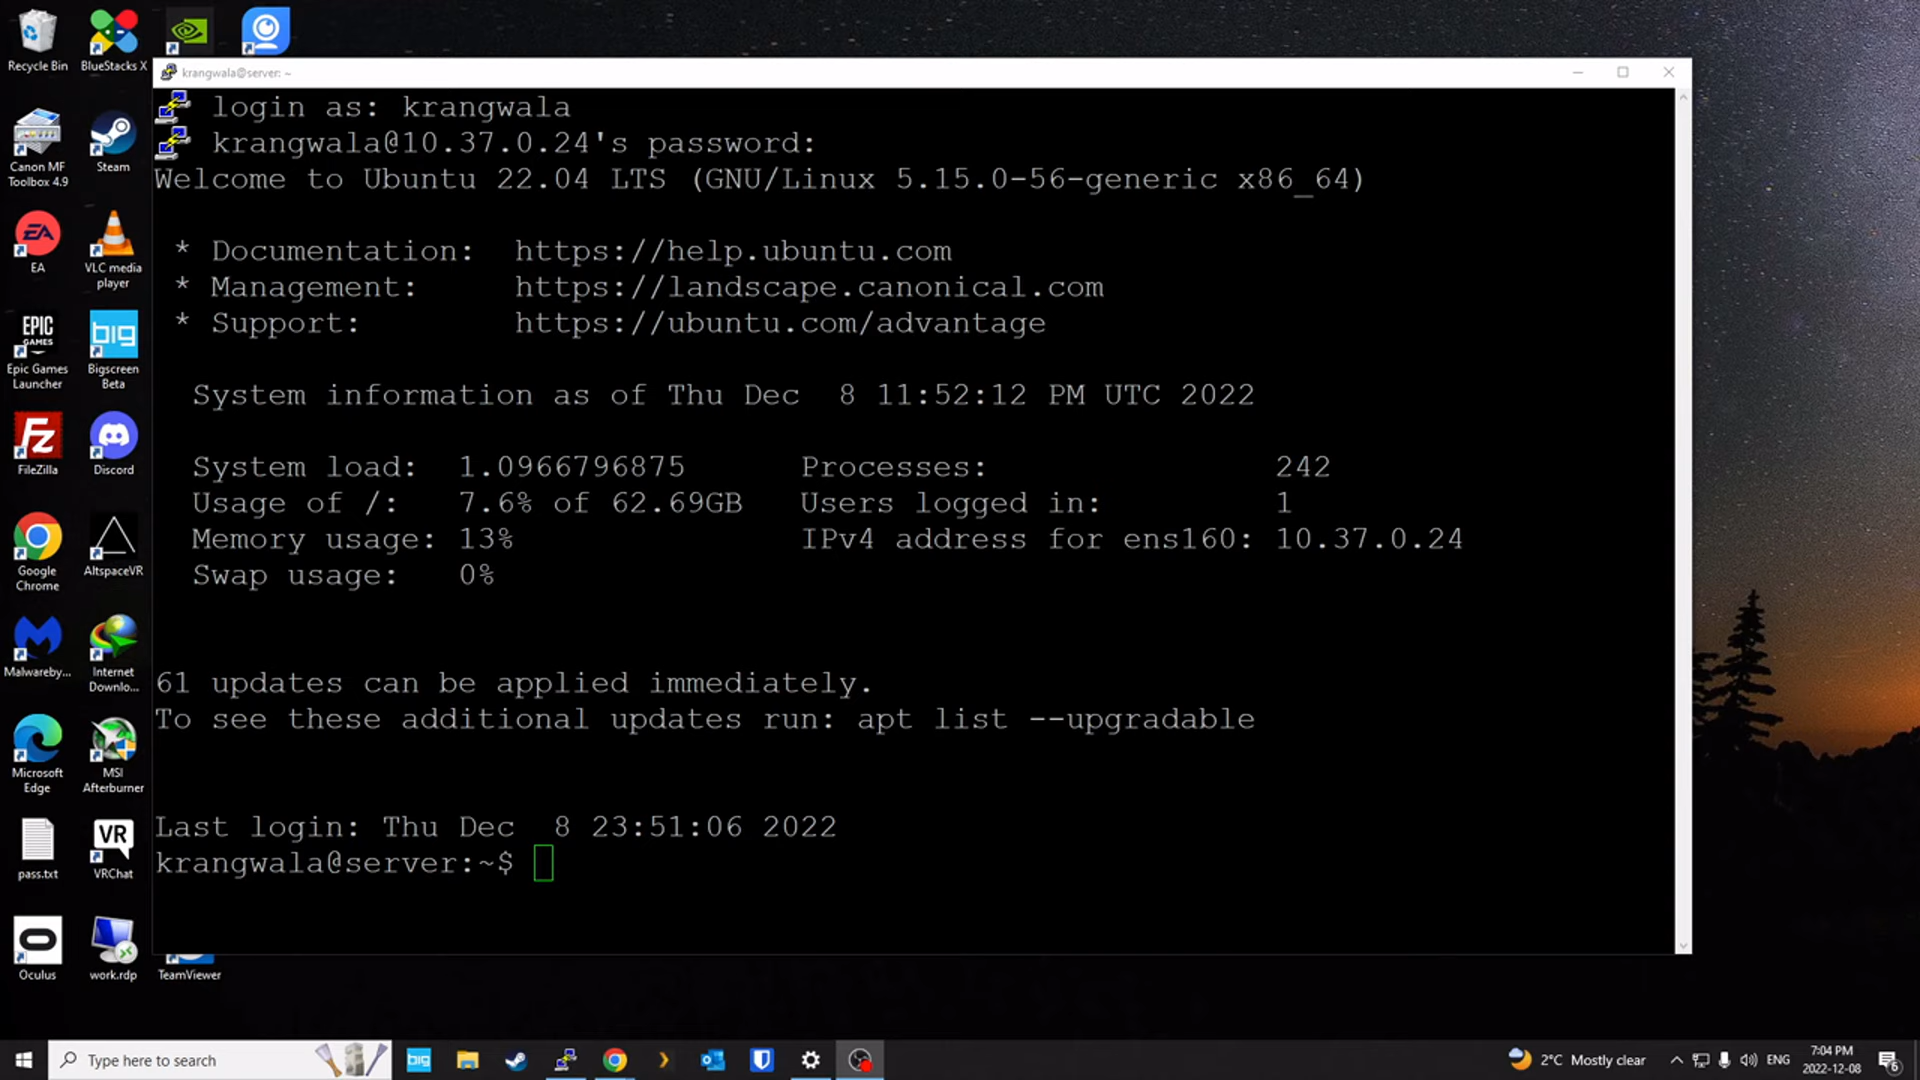 Recycle Bin
BlueStacks X
Canon MF
Toolbox 4.9
Steam
EA
EA
VLC media
player
EPIC
GAMES
Epic Games
Launcher
big
Bigscreen
Beta
Fz
FileZilla
Discord
Google
Chrome
AltspaceVR
Malwareby...
Internet
Downlo...
Microsoft
Edge
MSI
Afterburner
pass.txt
VR
VRChat
Oculus
work.rdp
TeamViewer
krangwala@server: ~
login as: krangwala
krangwala@10.37.0.24's password:
Welcome to Ubuntu 22.04 LTS (GNU/Linux 5.15.0-56-generic x86_64)
* Documentation: https://help.ubuntu.com
* Management: https://landscape.canonical.com
* Support: https://ubuntu.com/advantage
System information as of Thu Dec 8 11:52:12 PM UTC 2022
System load: 1.0966796875 Processes: 242
Usage of /: 7.6% of 62.69GB Users logged in: 1
Memory usage: 13% IPv4 address for ens160: 10.37.0.24
Swap usage: 0%
61 updates can be applied immediately.
To see these additional updates run: apt list --upgradable
Last login: Thu Dec 8 23:51:06 2022
krangwala@server:~$
Type here to search
big
2°C Mostly clear
ENG
7:04 PM
2022-12-08
6